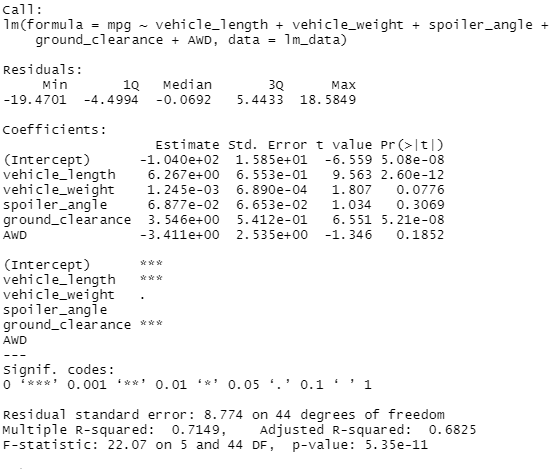 Call:
lm(formula = mpg ~ vehicle_length + vehicle_weight + spoiler_angle +
    ground_clearance + AWD, data = lm_data)

Residuals:
     Min       1Q   Median       3Q      Max
-19.4701  -4.4994  -0.0692   5.4433  18.5849

Coefficients:
                   Estimate Std. Error t value Pr(>|t|)
(Intercept)      -1.040e+02  1.585e+01  -6.559 5.08e-08
vehicle_length    6.267e+00  6.553e-01   9.563 2.60e-12
vehicle_weight    1.245e-03  6.890e-04   1.807   0.0776
spoiler_angle     6.877e-02  6.653e-02   1.034   0.3069
ground_clearance  3.546e+00  5.412e-01   6.551 5.21e-08
AWD              -3.411e+00  2.535e+00  -1.346   0.1852

(Intercept)      ***
vehicle_length   ***
vehicle_weight   .
spoiler_angle
ground_clearance ***
AWD
---
Signif. codes:
0 ‘***’ 0.001 ‘**’ 0.01 ‘*’ 0.05 ‘.’ 0.1 ‘ ’ 1

Residual standard error: 8.774 on 44 degrees of freedom
Multiple R-squared:  0.7149,	Adjusted R-squared:  0.6825
F-statistic: 22.07 on 5 and 44 DF,  p-value: 5.35e-11